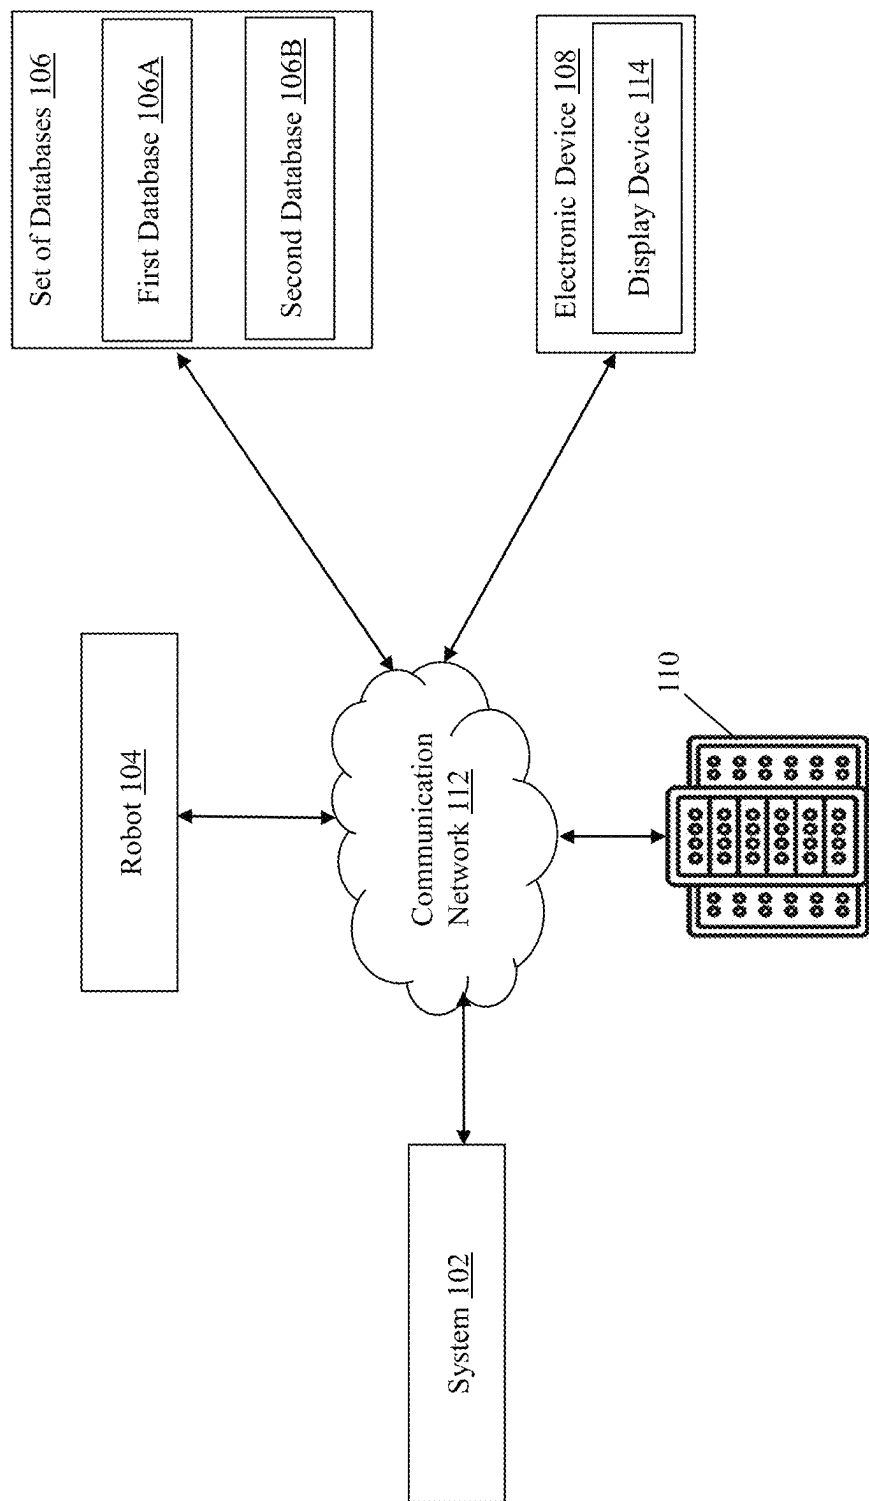 Set of Databases 106
First Database 106A
Second Database 106B
Electronic Device 108
Display Device 114
Robot 104
Communication
Network 112
110
System 102